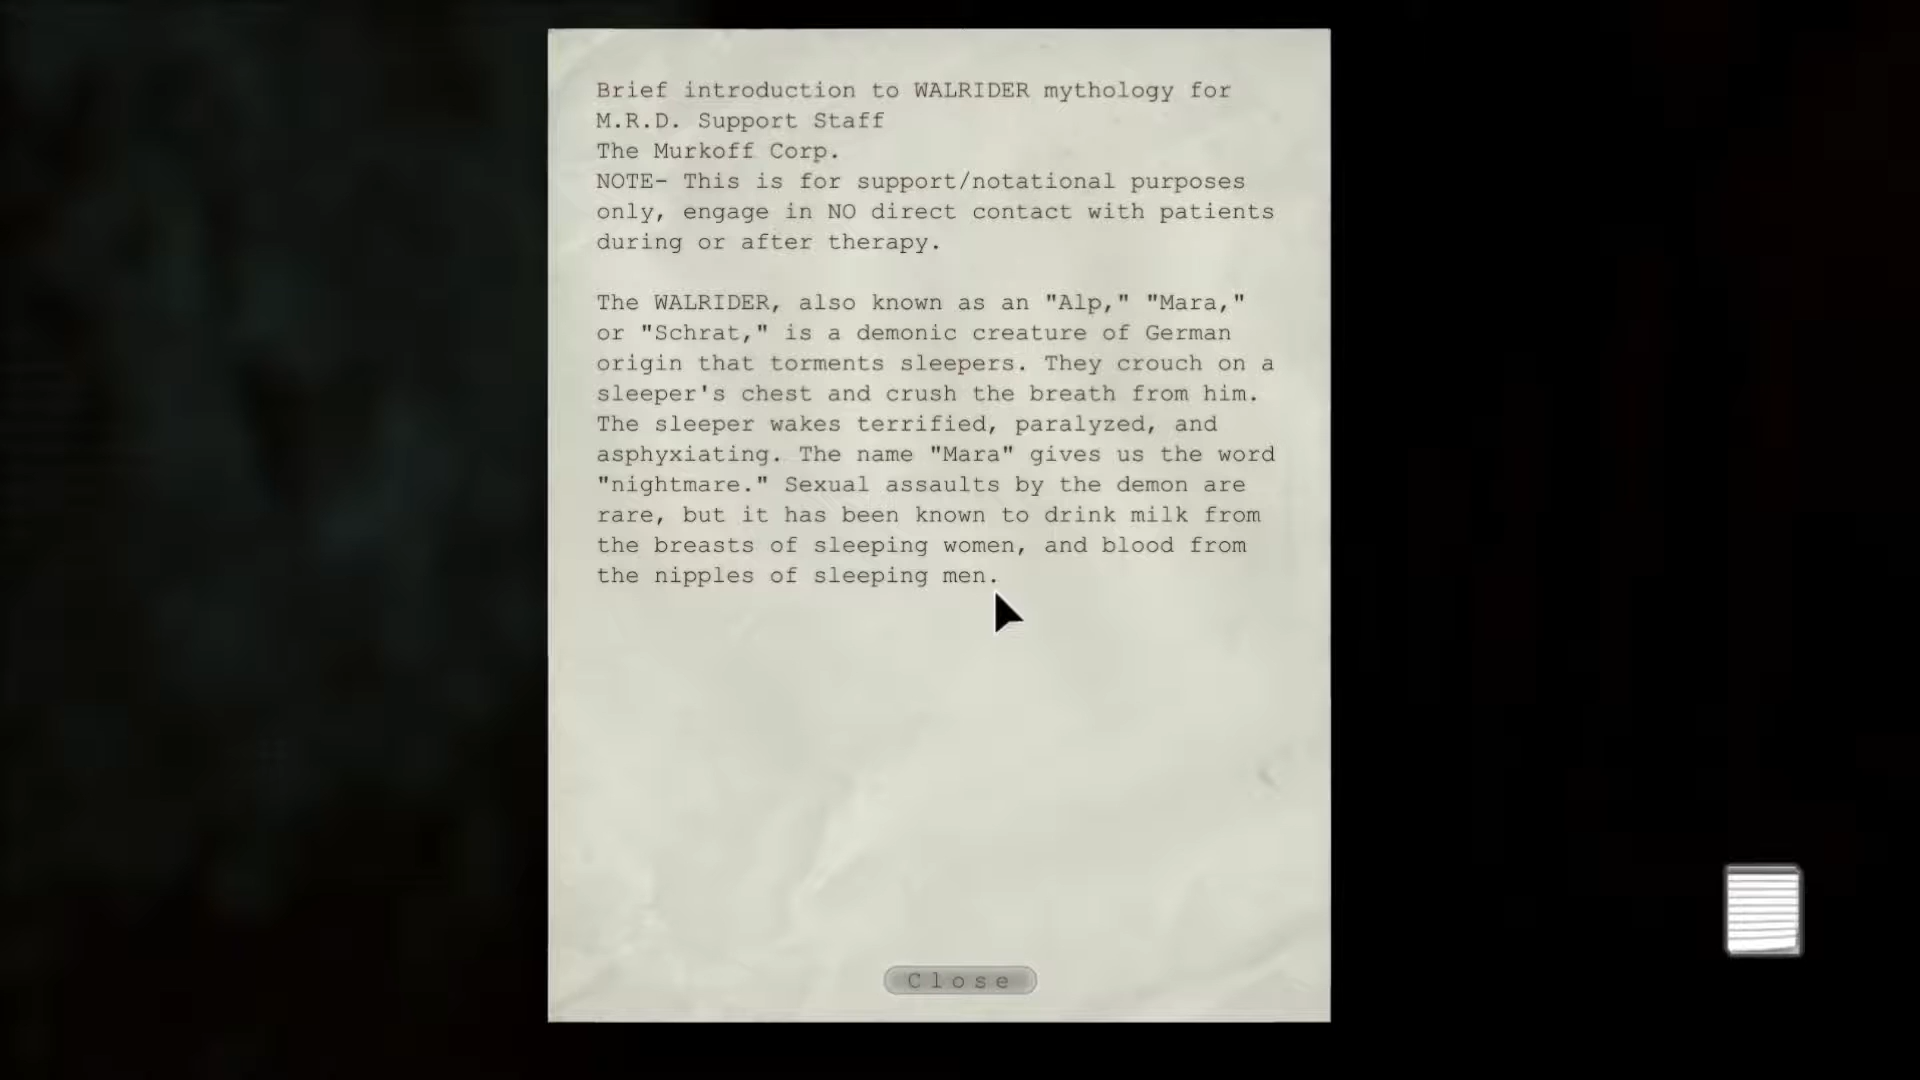 Brief introduction to WALRIDER mythology for
M.R.D. Support Staff
The Murkoff Corp.
NOTE- This is for support/notational purposes
only, engage in NO direct contact with patients
during or after therapy.
The WALRIDER, also known as an "Alp," "Mara,"
or "Schrat," is a demonic creature of German
origin that torments sleepers. They crouch on a
sleeper's chest and crush the breath from him.
The sleeper wakes terrified, paralyzed, and
asphyxiating. The name "Mara" gives us the word
"nightmare." Sexual assaults by the demon are
rare, but it has been known to drink milk from
the breasts of sleeping women, and blood from
the nipples of sleeping men.
Close